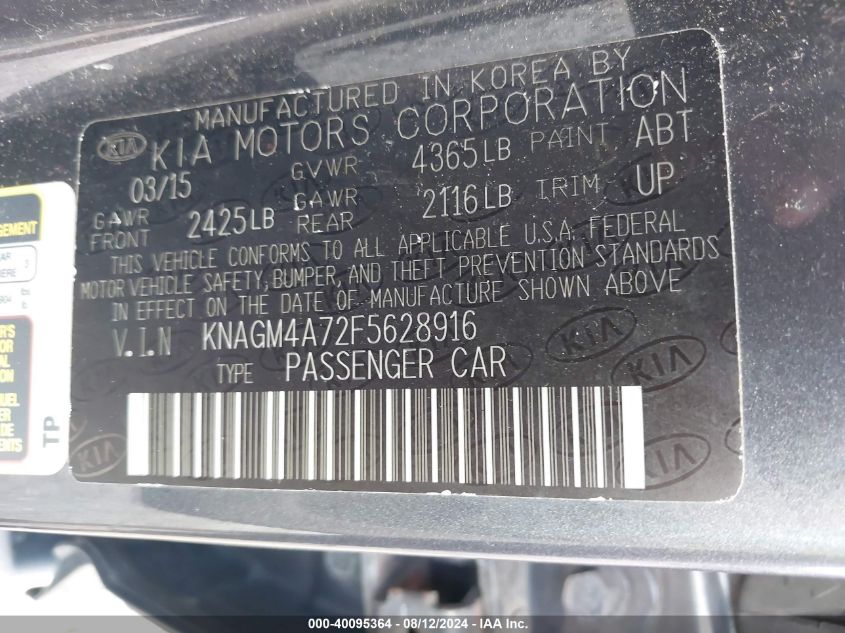 MANUFACTURED IN KOREA BY
KIA KIA MOTORS CORPORATION
03/15 GVWR 4365LB PAINT ABT
GAWR FRONT 2425LB GAWR REAR 2116LB TRIM UP
THIS VEHICLE CONFORMS TO ALL APPLICABLE U.S.A. FEDERAL
MOTOR VEHICLE SAFETY, BUMPER, AND THEFT PREVENTION STANDARDS
IN EFFECT ON THE DATE OF MANUFACTURE SHOWN ABOVE
V.I.N KNAGM4A72F5628916
TYPE PASSENGER CAR
TP
000-40095364 - 08/12/2024 - IAA Inc.